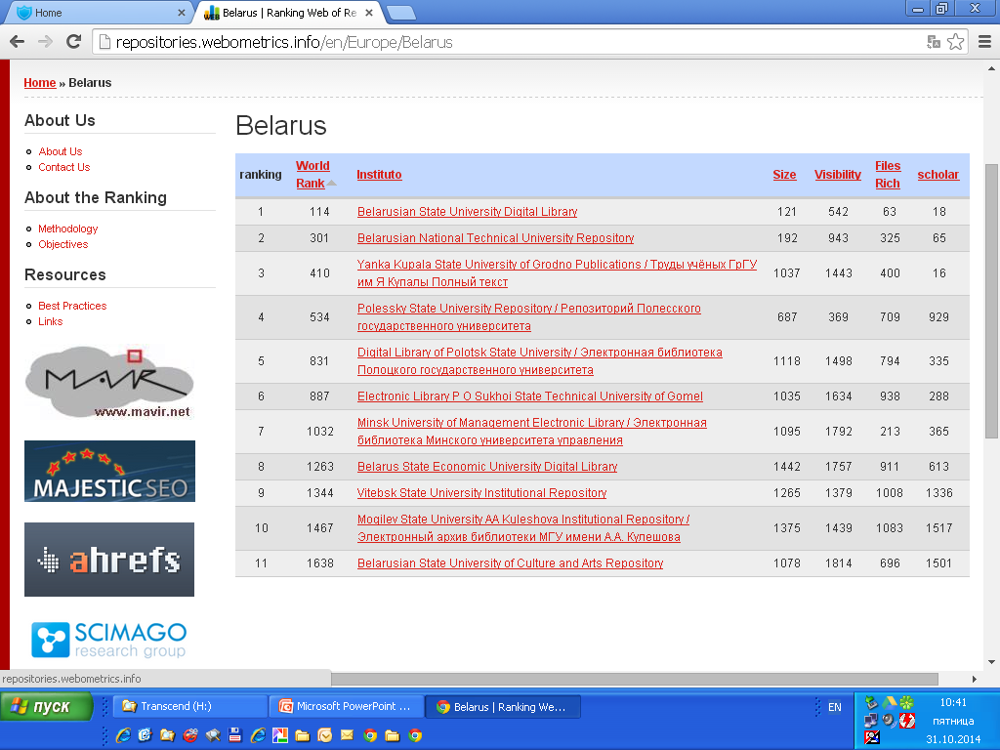 Home
Belarus | Ranking Web of Re
repositories.webometrics.info/en/Europe/Belarus
Home » Belarus
About Us
About Us
Contact Us
About the Ranking
Methodology
Objectives
Resources
Best Practices
Links
MAVIR
www.mavir.net
MAJESTIC SEO
ahrefs
SCIMAGO
research group
Belarus
ranking World Rank Instituto Size Visibility Files Rich scholar
1 114 Belarusian State University Digital Library 121 542 63 18
2 301 Belarusian National Technical University Repository 192 943 325 65
3 410 Yanka Kupala State University of Grodno Publications / Труды учёных ГрГУ
им Я Купалы Полный текст 1037 1443 400 16
4 534 Polessky State University Repository / Репозиторий Полесского
государственного университета 687 369 709 929
5 831 Digital Library of Polotsk State University / Электронная библиотека
Полоцкого государственного университета 1118 1498 794 335
6 887 Electronic Library P O Sukhoi State Technical University of Gomel 1035 1634 938 288
7 1032 Minsk University of Management Electronic Library / Электронная
библиотека Минского университета управления 1095 1792 213 365
8 1263 Belarus State Economic University Digital Library 1442 1757 911 613
9 1344 Vitebsk State University Institutional Repository 1265 1379 1008 1336
10 1467 Mogilev State University AA Kuleshova Institutional Repository /
Электронный архив библиотеки МГУ имени А.А. Кулешова 1375 1439 1083 1517
11 1638 Belarusian State University of Culture and Arts Repository 1078 1814 696 1501
repositories.webometrics.info
пуск
Transcend (H:)
Microsoft PowerPoint ...
Belarus | Ranking We...
EN
10:41
пятница
31.10.2014